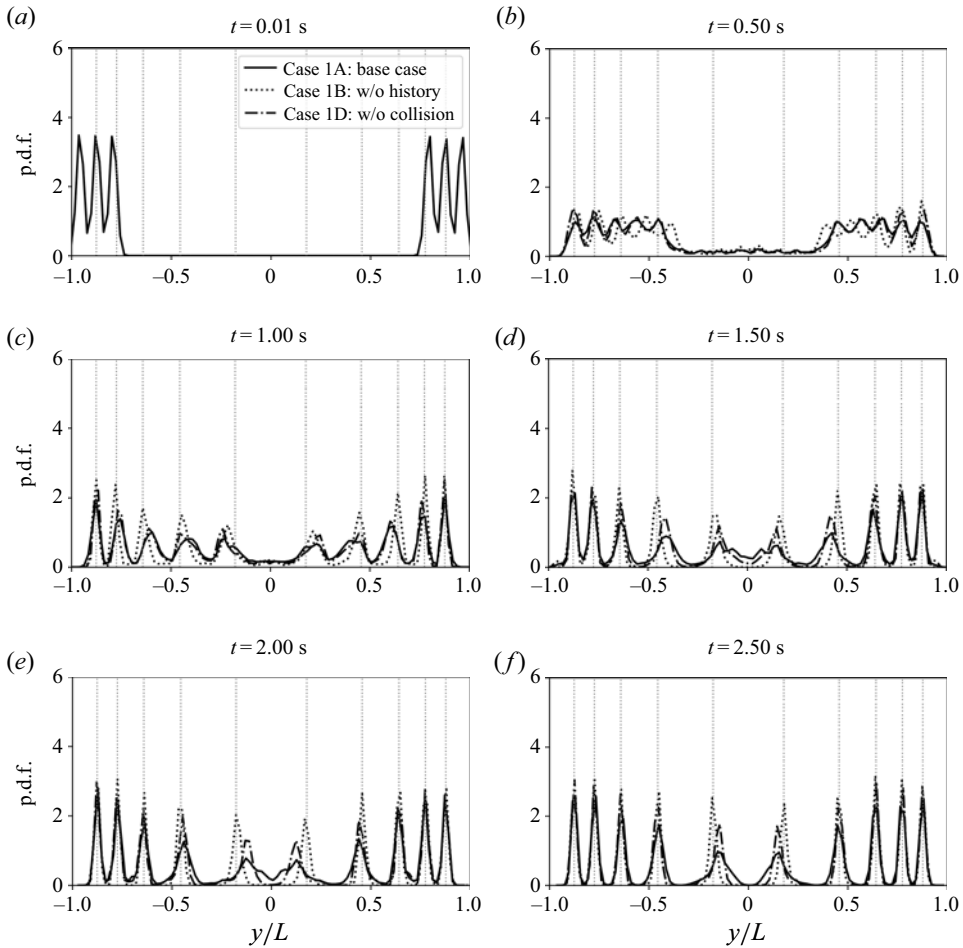 (a)
t = 0.01 s
(b)
t = 0.50 s
6
4
2
0
p.d.f.
Case 1A: base case
Case 1B: w/o history
Case 1D: w/o collision
–1.0
–0.5
0
0.5
1.0
6
4
2
0
–1.0
–0.5
0
0.5
1.0
(c)
t = 1.00 s
(d)
t = 1.50 s
6
4
2
0
p.d.f.
–1.0
–0.5
0
0.5
1.0
6
4
2
0
–1.0
–0.5
0
0.5
1.0
(e)
t = 2.00 s
(f)
t = 2.50 s
6
4
2
0
p.d.f.
–1.0
–0.5
0
0.5
1.0
y/L
6
4
2
0
–1.0
–0.5
0
0.5
1.0
y/L